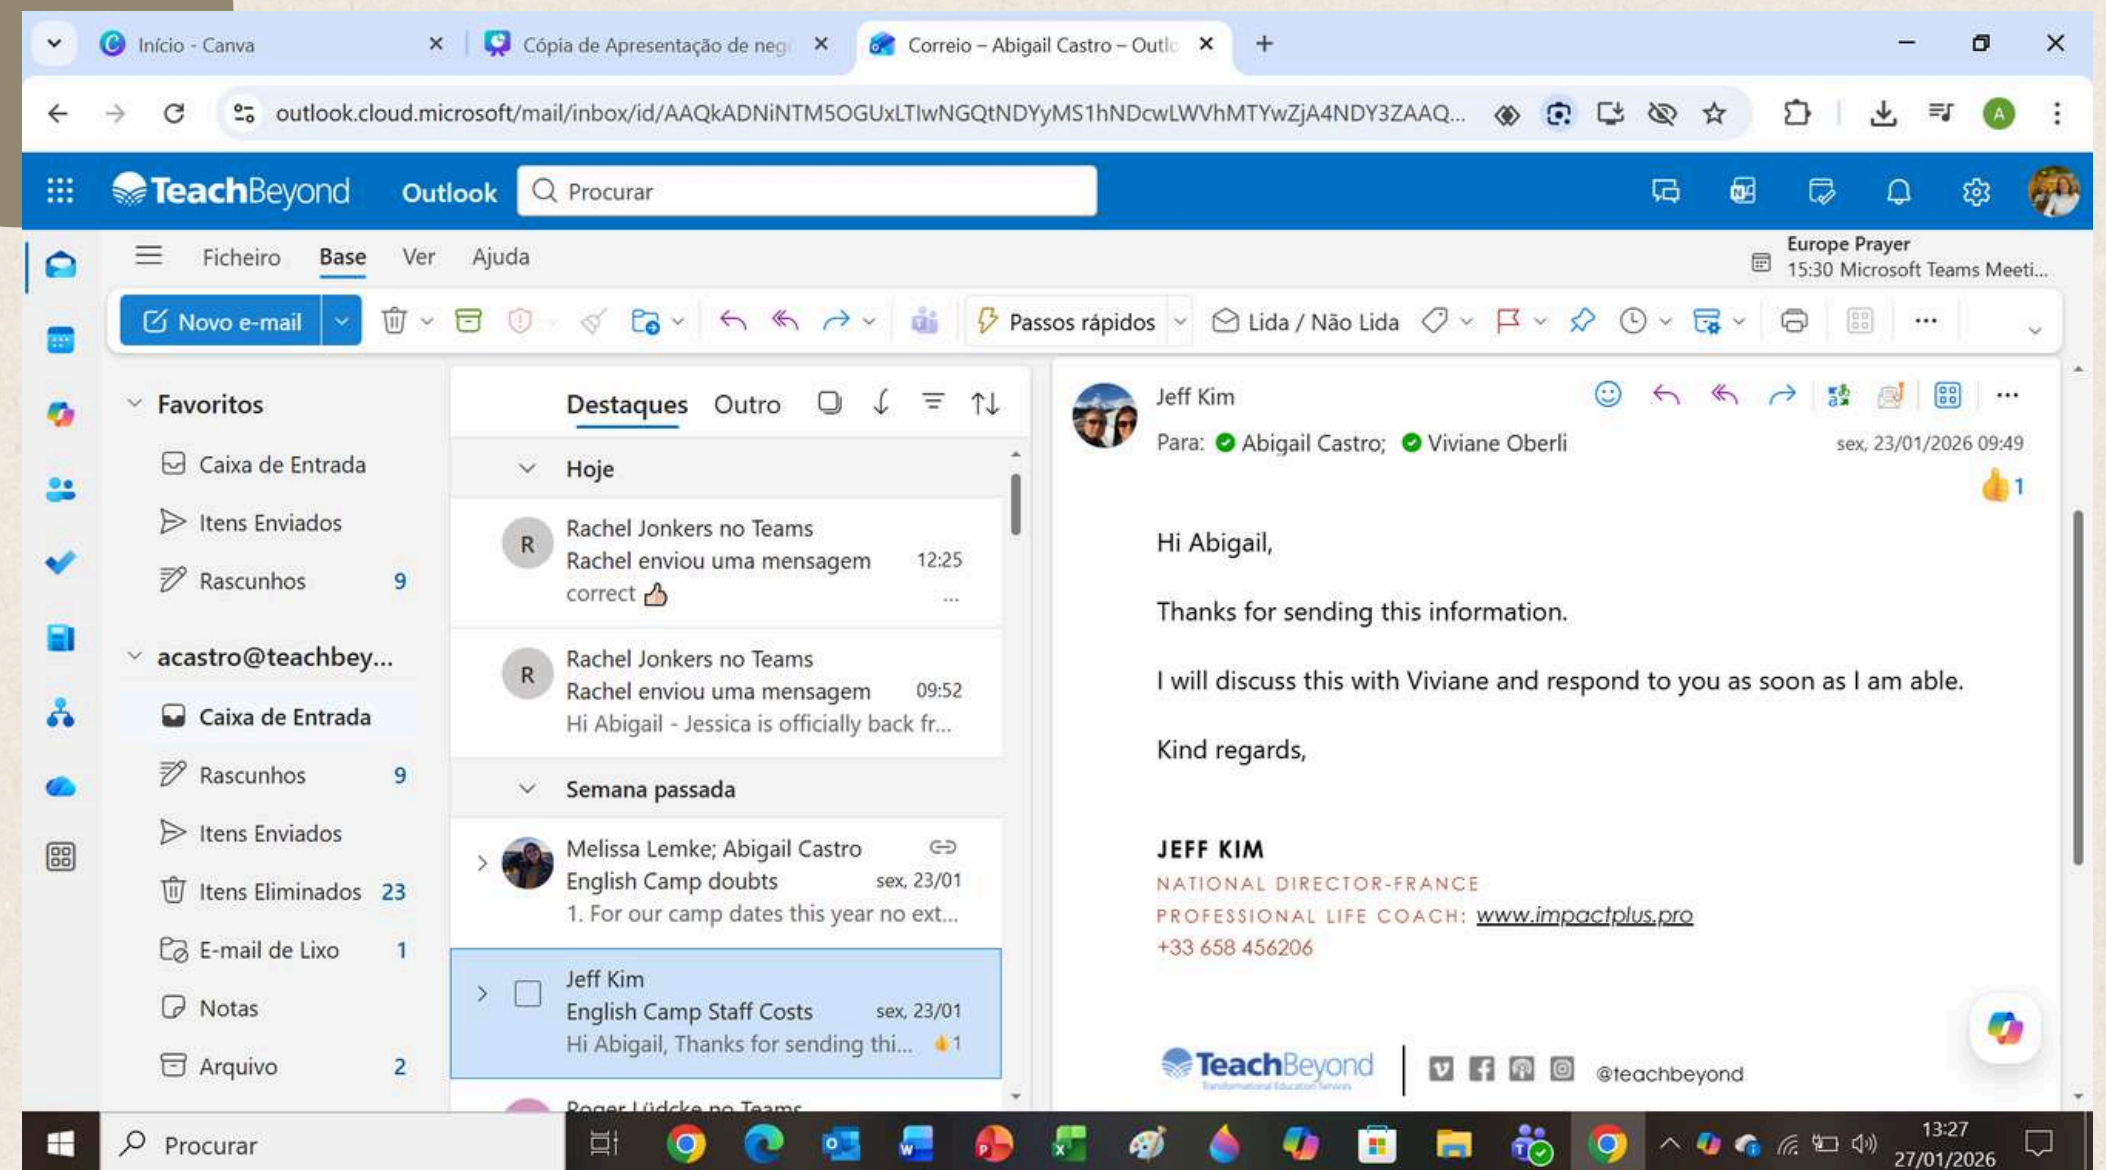 Início - Canva
Cópia de Apresentação de neg
Correio – Abigail Castro – Outlo
outlook.cloud.microsoft/mail/inbox/id/AAQkADNiNTM5OGUxLTIwNGQtNDYyMS1hNDcwLWVhMTYwZjA4NDY3ZAAQ...
A
TeachBeyond
Outlook
Procurar
Ficheiro Base Ver Ajuda
Europe Prayer
15:30 Microsoft Teams Meeti...
Novo e-mail
Passos rápidos
Lida / Não Lida
Favoritos
Caixa de Entrada
Itens Enviados
Rascunhos 9
acastro@teachbey...
Caixa de Entrada
Rascunhos 9
Itens Enviados
Itens Eliminados 23
E-mail de Lixo 1
Notas
Arquivo 2
Destaques Outro
Hoje
R
Rachel Jonkers no Teams
Rachel enviou uma mensagem 12:25
correct 👍 ...
R
Rachel Jonkers no Teams
Rachel enviou uma mensagem 09:52
Hi Abigail - Jessica is officially back fr...
Semana passada
Melissa Lemke; Abigail Castro
English Camp doubts sex, 23/01
1. For our camp dates this year no ext...
Jeff Kim
English Camp Staff Costs sex, 23/01
Hi Abigail, Thanks for sending thi... 👍1
Roger Lüdcke no Teams
Jeff Kim
Para: Abigail Castro; Viviane Oberli
sex, 23/01/2026 09:49
👍1
Hi Abigail,
Thanks for sending this information.
I will discuss this with Viviane and respond to you as soon as I am able.
Kind regards,
JEFF KIM
NATIONAL DIRECTOR-FRANCE
PROFESSIONAL LIFE COACH: www.impactplus.pro
+33 658 456206
TeachBeyond
Transformational Education Services
@teachbeyond
Procurar
13:27
27/01/2026